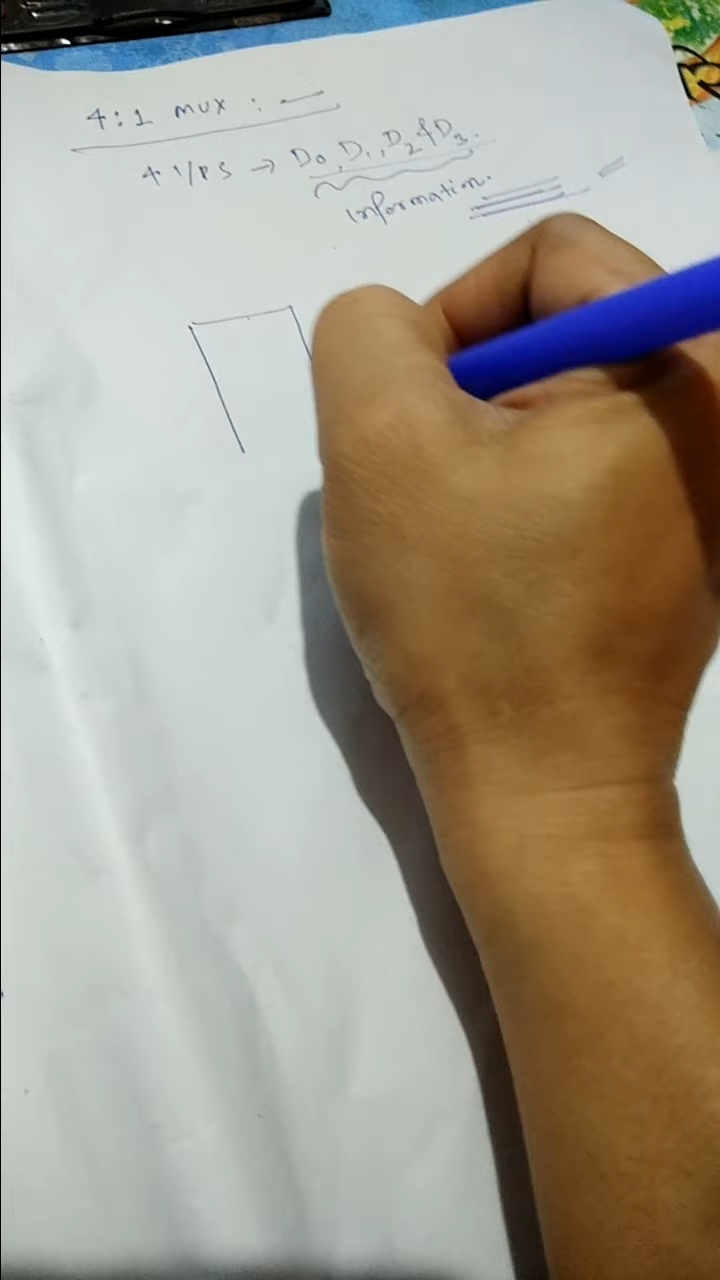 4:1 MUX : —
4 I/PS → D0, D1, D2 & D3.
Information.